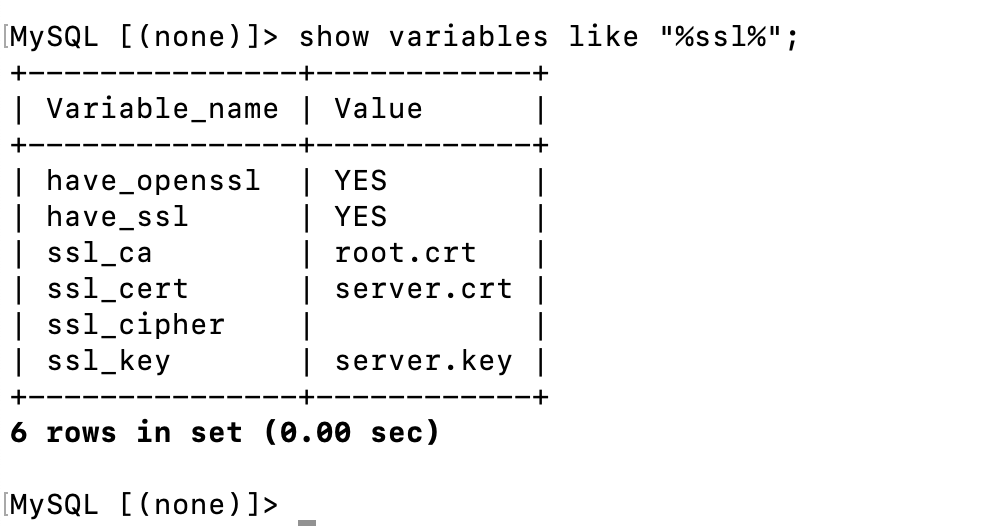 [MySQL [(none)]> show variables like "%ssl%";
+---------------+------------+
| Variable_name | Value      |
+---------------+------------+
| have_openssl  | YES        |
| have_ssl      | YES        |
| ssl_ca        | root.crt   |
| ssl_cert      | server.crt |
| ssl_cipher    |            |
| ssl_key       | server.key |
+---------------+------------+
6 rows in set (0.00 sec)
[MySQL [(none)]>